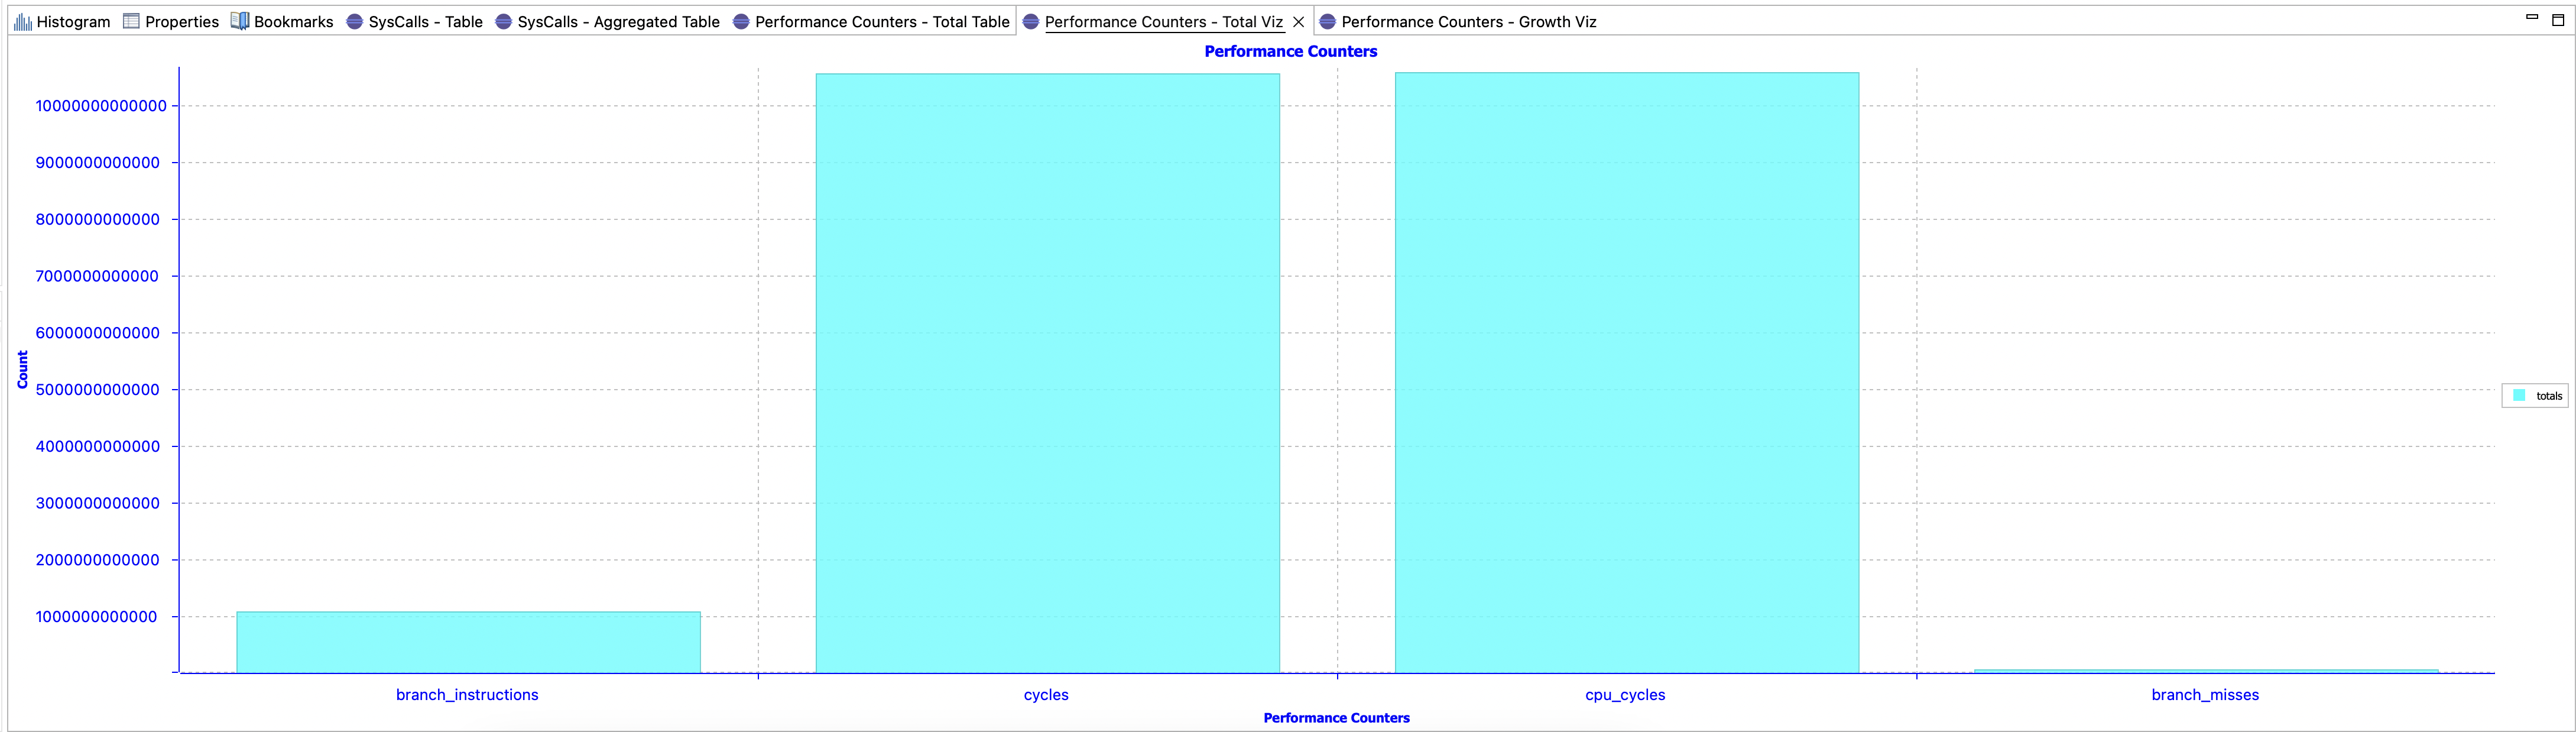 Histogram Properties Bookmarks SysCalls - Table SysCalls - Aggregated Table Performance Counters - Total Table Performance Counters - Total Viz Performance Counters - Growth Viz
Performance Counters
10000000000000
9000000000000
8000000000000
7000000000000
6000000000000
5000000000000
4000000000000
3000000000000
2000000000000
1000000000000
Count
totals
branch_instructions cycles cpu_cycles branch_misses
Performance Counters